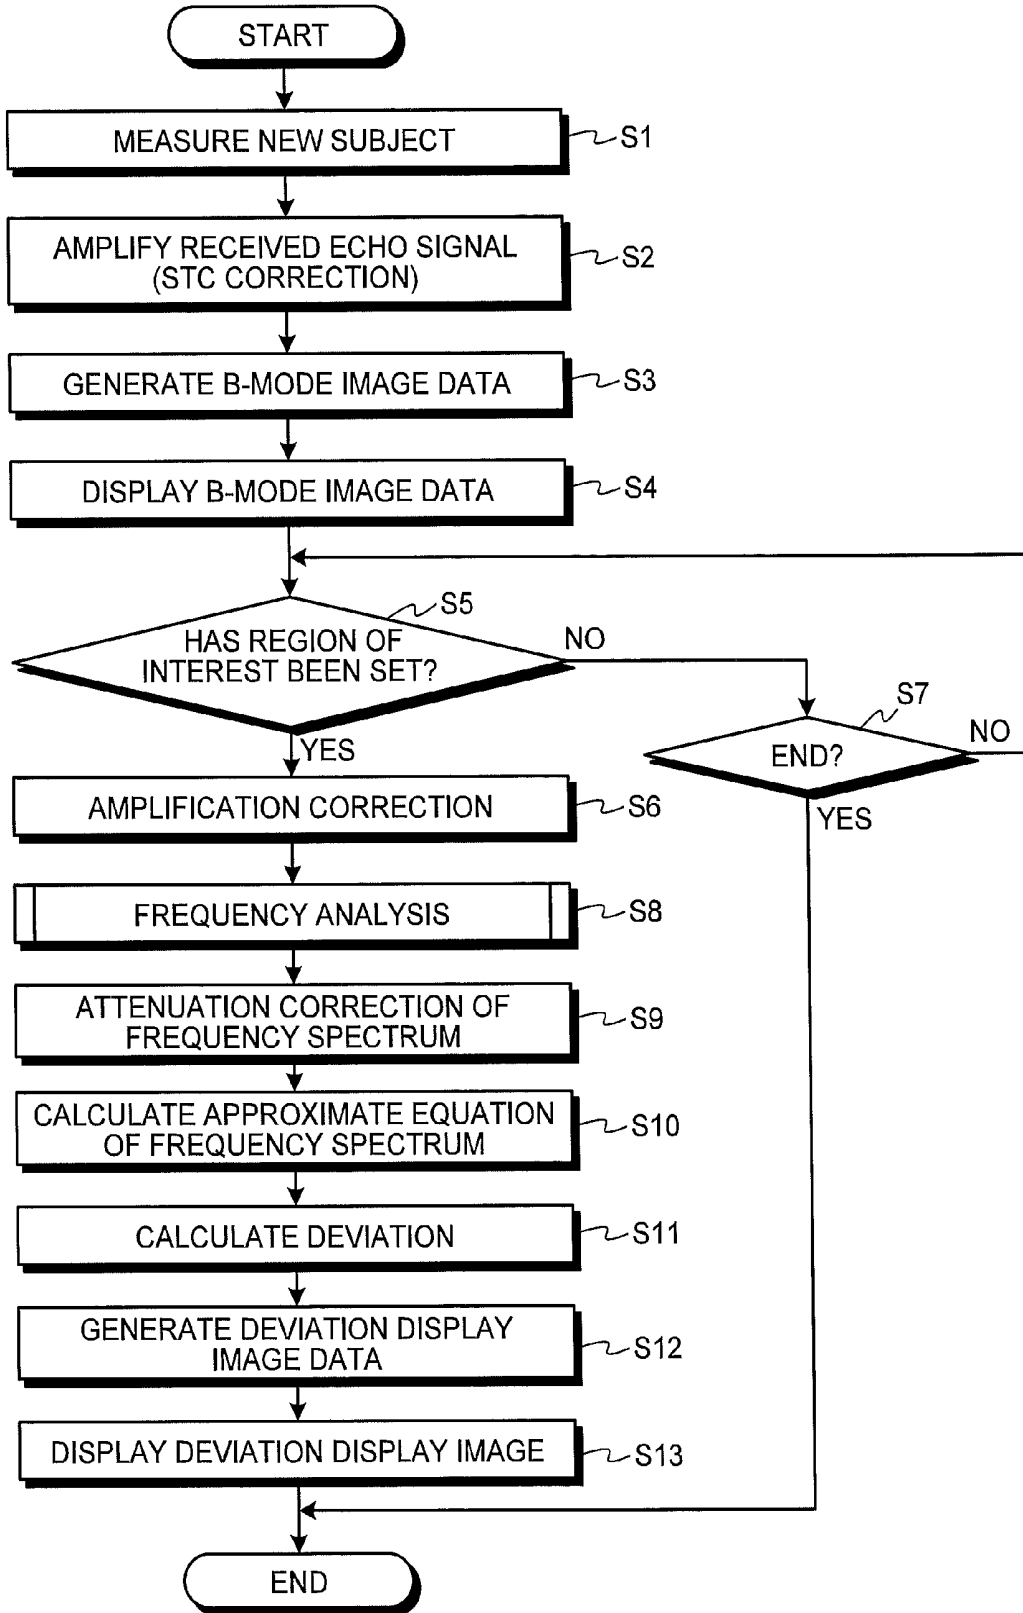 START
MEASURE NEW SUBJECT
S1
AMPLIFY RECEIVED ECHO SIGNAL
(STC CORRECTION)
S2
GENERATE B-MODE IMAGE DATA
S3
DISPLAY B-MODE IMAGE DATA
S4
S5
HAS REGION OF
INTEREST BEEN SET?
NO
YES
S7
END?
NO
YES
AMPLIFICATION CORRECTION
S6
FREQUENCY ANALYSIS
S8
ATTENUATION CORRECTION OF
FREQUENCY SPECTRUM
S9
CALCULATE APPROXIMATE EQUATION
OF FREQUENCY SPECTRUM
S10
CALCULATE DEVIATION
S11
GENERATE DEVIATION DISPLAY
IMAGE DATA
S12
DISPLAY DEVIATION DISPLAY IMAGE
S13
END